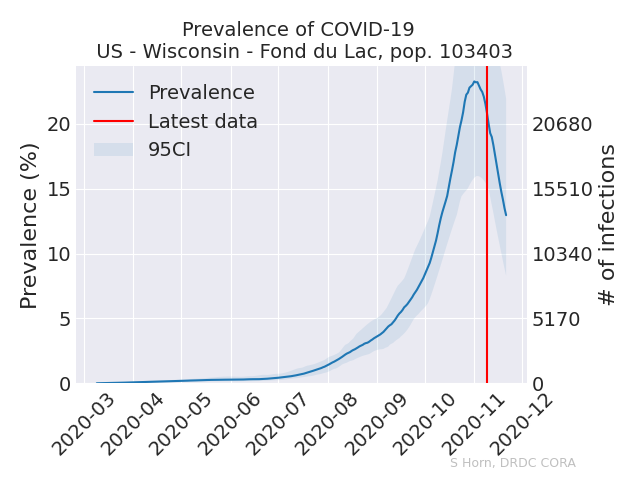 Prevalence of COVID-19
US - Wisconsin - Fond du Lac, pop. 103403
Prevalence
Latest data
95CI
Prevalence (%)
20
15
10
5
0
20680
15510
10340
5170
0
# of infections
2020-03
2020-04
2020-05
2020-06
2020-07
2020-08
2020-09
2020-10
2020-11
2020-12
S Horn, DRDC CORA